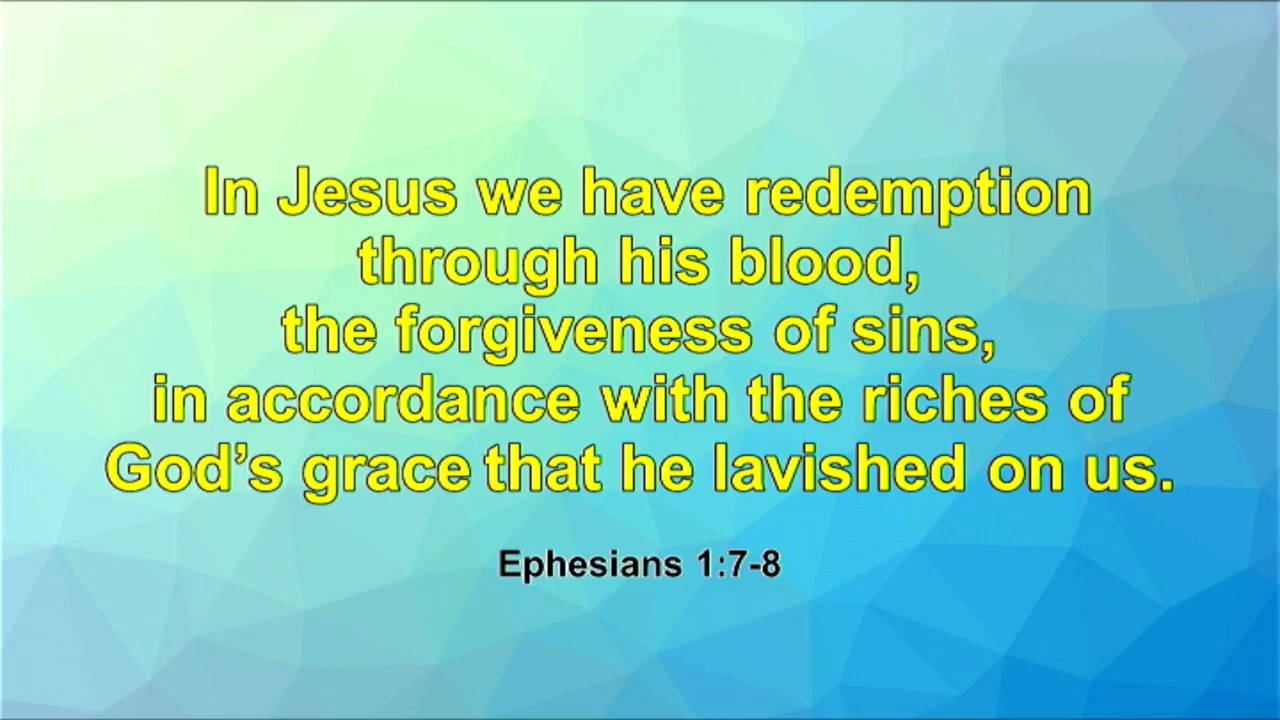 In Jesus we have redemption
through his blood,
the forgiveness of sins,
in accordance with the riches of
God’s grace that he lavished on us.
Ephesians 1:7-8